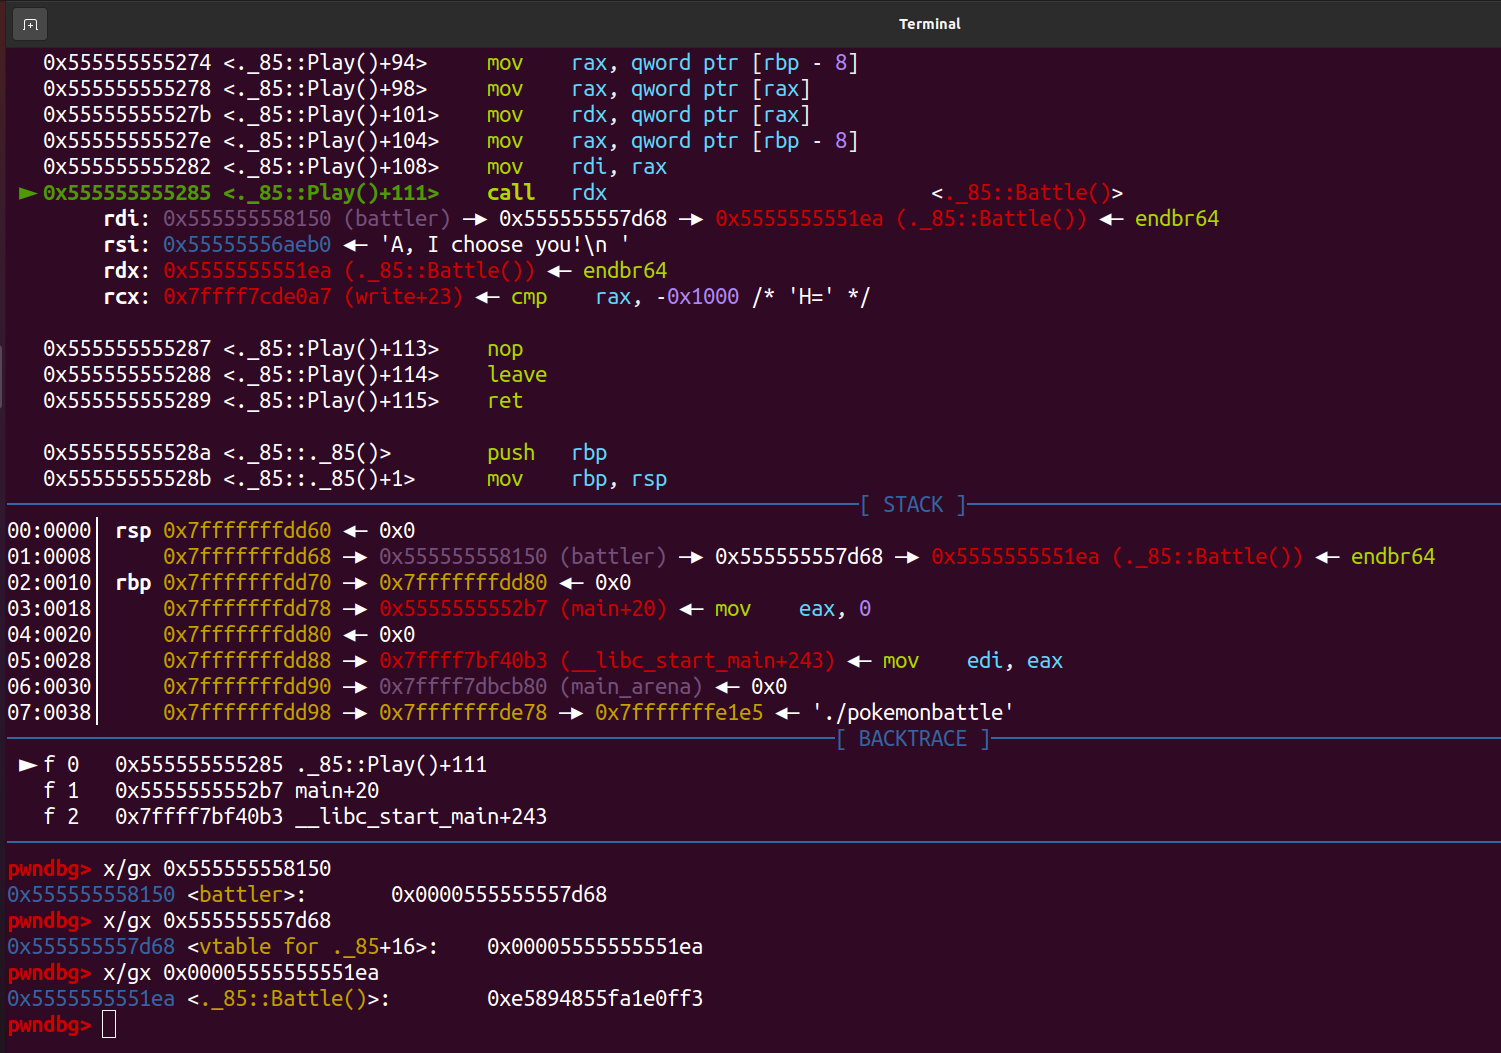 Terminal
0x555555555274 <._85::Play()+94> mov rax, qword ptr [rbp - 8]
0x555555555278 <._85::Play()+98> mov rax, qword ptr [rax]
0x55555555527b <._85::Play()+101> mov rdx, qword ptr [rax]
0x55555555527e <._85::Play()+104> mov rax, qword ptr [rbp - 8]
0x555555555282 <._85::Play()+108> mov rdi, rax
► 0x555555555285 <._85::Play()+111> call rdx <._85::Battle()>
rdi: 0x555555558150 (battler) —▸ 0x555555557d68 —▸ 0x5555555551ea (._85::Battle()) ◂— endbr64
rsi: 0x55555556aeb0 ◂— 'A, I choose you!\n '
rdx: 0x5555555551ea (._85::Battle()) ◂— endbr64
rcx: 0x7ffff7cde0a7 (write+23) ◂— cmp rax, -0x1000 /* 'H=' */
0x555555555287 <._85::Play()+113> nop
0x555555555288 <._85::Play()+114> leave
0x555555555289 <._85::Play()+115> ret
0x55555555528a <._85::._85()> push rbp
0x55555555528b <._85::._85()+1> mov rbp, rsp
[ STACK ]
00:0000│ rsp 0x7fffffffdd60 ◂— 0x0
01:0008│ 0x7fffffffdd68 —▸ 0x555555558150 (battler) —▸ 0x555555557d68 —▸ 0x5555555551ea (._85::Battle()) ◂— endbr64
02:0010│ rbp 0x7fffffffdd70 —▸ 0x7fffffffdd80 ◂— 0x0
03:0018│ 0x7fffffffdd78 —▸ 0x5555555552b7 (main+20) ◂— mov eax, 0
04:0020│ 0x7fffffffdd80 ◂— 0x0
05:0028│ 0x7fffffffdd88 —▸ 0x7ffff7bf40b3 (__libc_start_main+243) ◂— mov edi, eax
06:0030│ 0x7fffffffdd90 —▸ 0x7ffff7dbcb80 (main_arena) ◂— 0x0
07:0038│ 0x7fffffffdd98 —▸ 0x7fffffffde78 —▸ 0x7fffffffe1e5 ◂— './pokemonbattle'
[ BACKTRACE ]
► f 0 0x555555555285 ._85::Play()+111
f 1 0x5555555552b7 main+20
f 2 0x7ffff7bf40b3 __libc_start_main+243
pwndbg> x/gx 0x555555558150
0x555555558150 <battler>: 0x0000555555557d68
pwndbg> x/gx 0x555555557d68
0x555555557d68 <vtable for ._85+16>: 0x00005555555551ea
pwndbg> x/gx 0x00005555555551ea
0x5555555551ea <._85::Battle()>: 0xe5894855fa1e0ff3
pwndbg>